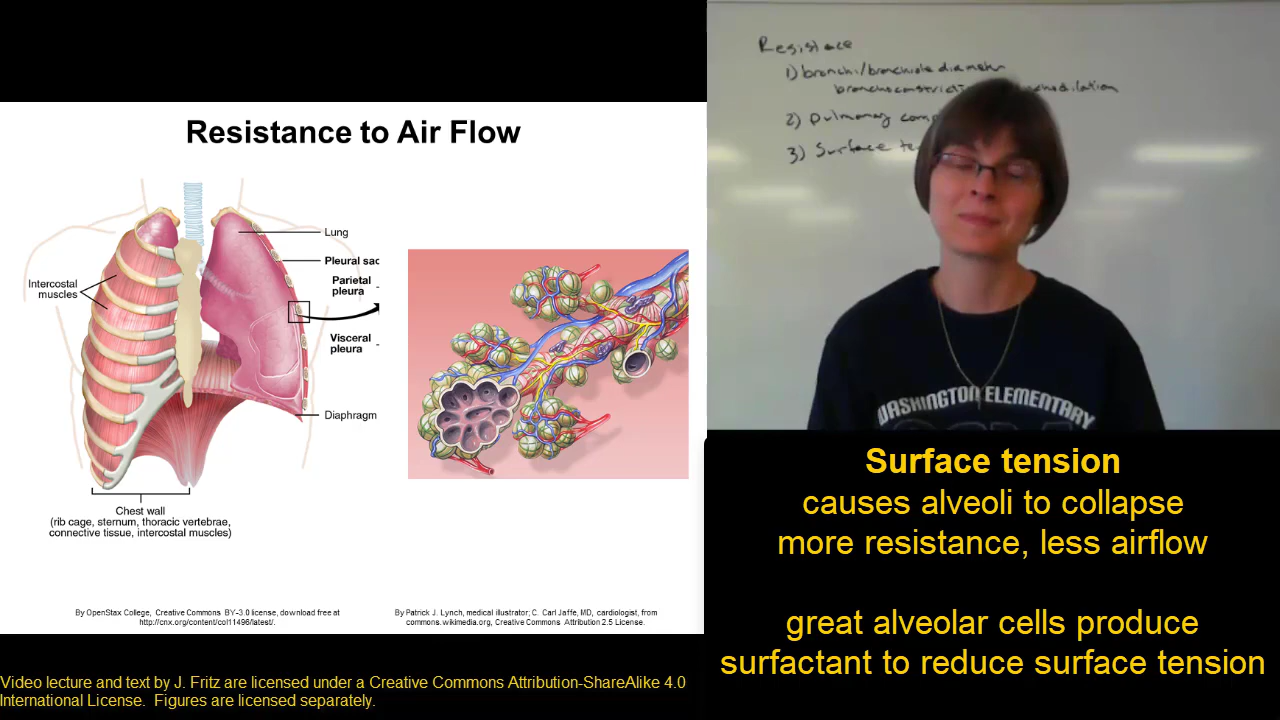 Resistance to Air Flow
Lung
Pleural sac
Parietal
pleura
Intercostal
muscles
Visceral
pleura
Diaphragm
Chest wall
(rib cage, sternum, thoracic vertebrae,
connective tissue, intercostal muscles)
By OpenStax College, Creative Commons BY-3.0 license, download free at
http://cnx.org/content/col11496/latest/.
By Patrick J. Lynch, medical illustrator; C. Carl Jaffe, MD, cardiologist, from
commons.wikimedia.org, Creative Commons Attribution 2.5 License.
Resistace
1) bronchi/bronchiole diameter
2) Pulmonary
3) Surface
WASHINGTON ELEMENTARY
Surface tension
causes alveoli to collapse
more resistance, less airflow
great alveolar cells produce
surfactant to reduce surface tension
Video lecture and text by J. Fritz are licensed under a Creative Commons Attribution-ShareAlike 4.0
International License. Figures are licensed separately.